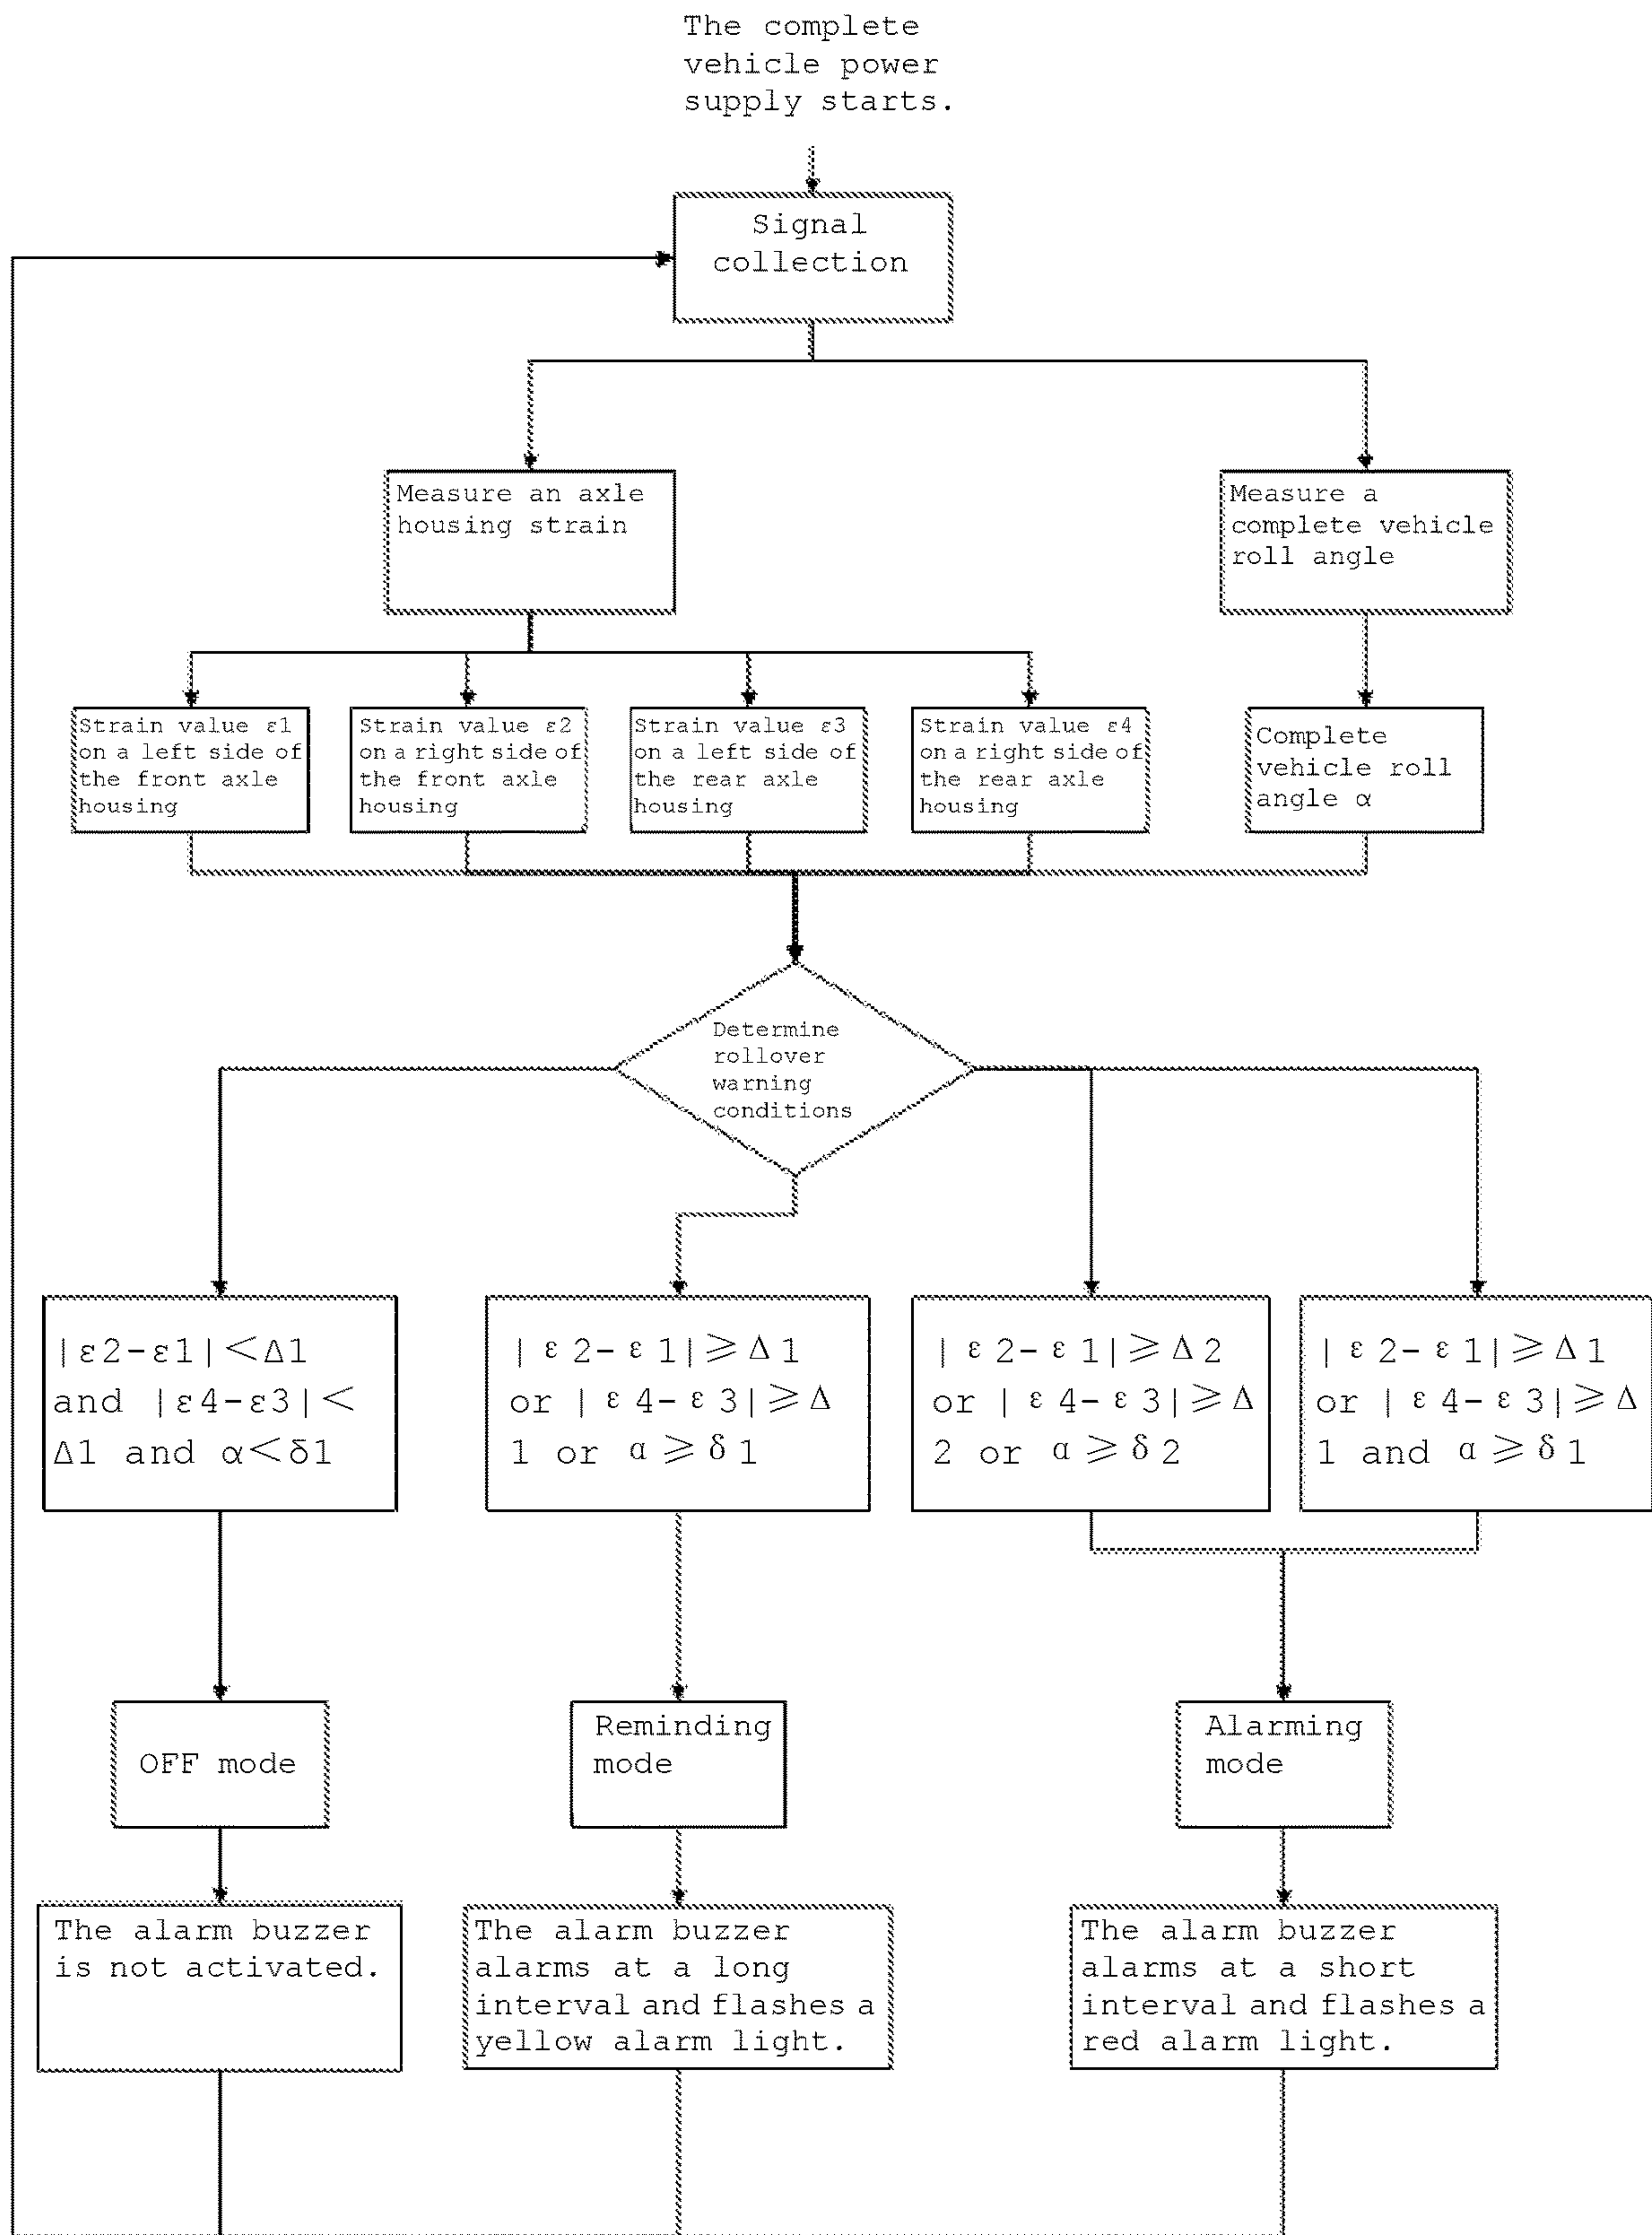 The complete
vehicle power
supply starts.
Signal
collection
Measure an axle
housing strain
Measure a
complete vehicle
roll angle
Strain value ε1
on a left side of
the front axle
housing
Strain value ε2
on a right side of
the front axle
housing
Strain value ε3
on a left side of
the rear axle
housing
Strain value ε4
on a right side of
the rear axle
housing
Complete
vehicle roll
angle α
Determine
rollover
warning
conditions
|ε2-ε1|<Δ1
and |ε4-ε3|<
Δ1 and α<δ1
|ε2-ε1|⩾Δ1
or |ε4-ε3|⩾Δ
1 or α⩾δ1
|ε2-ε1|⩾Δ2
or |ε4-ε3|⩾Δ
2 or α⩾δ2
|ε2-ε1|⩾Δ1
or |ε4-ε3|⩾Δ
1 and α⩾δ1
OFF mode
Reminding
mode
Alarming
mode
The alarm buzzer
is not activated.
The alarm buzzer
alarms at a long
interval and flashes a
yellow alarm light.
The alarm buzzer
alarms at a short
interval and flashes a
red alarm light.